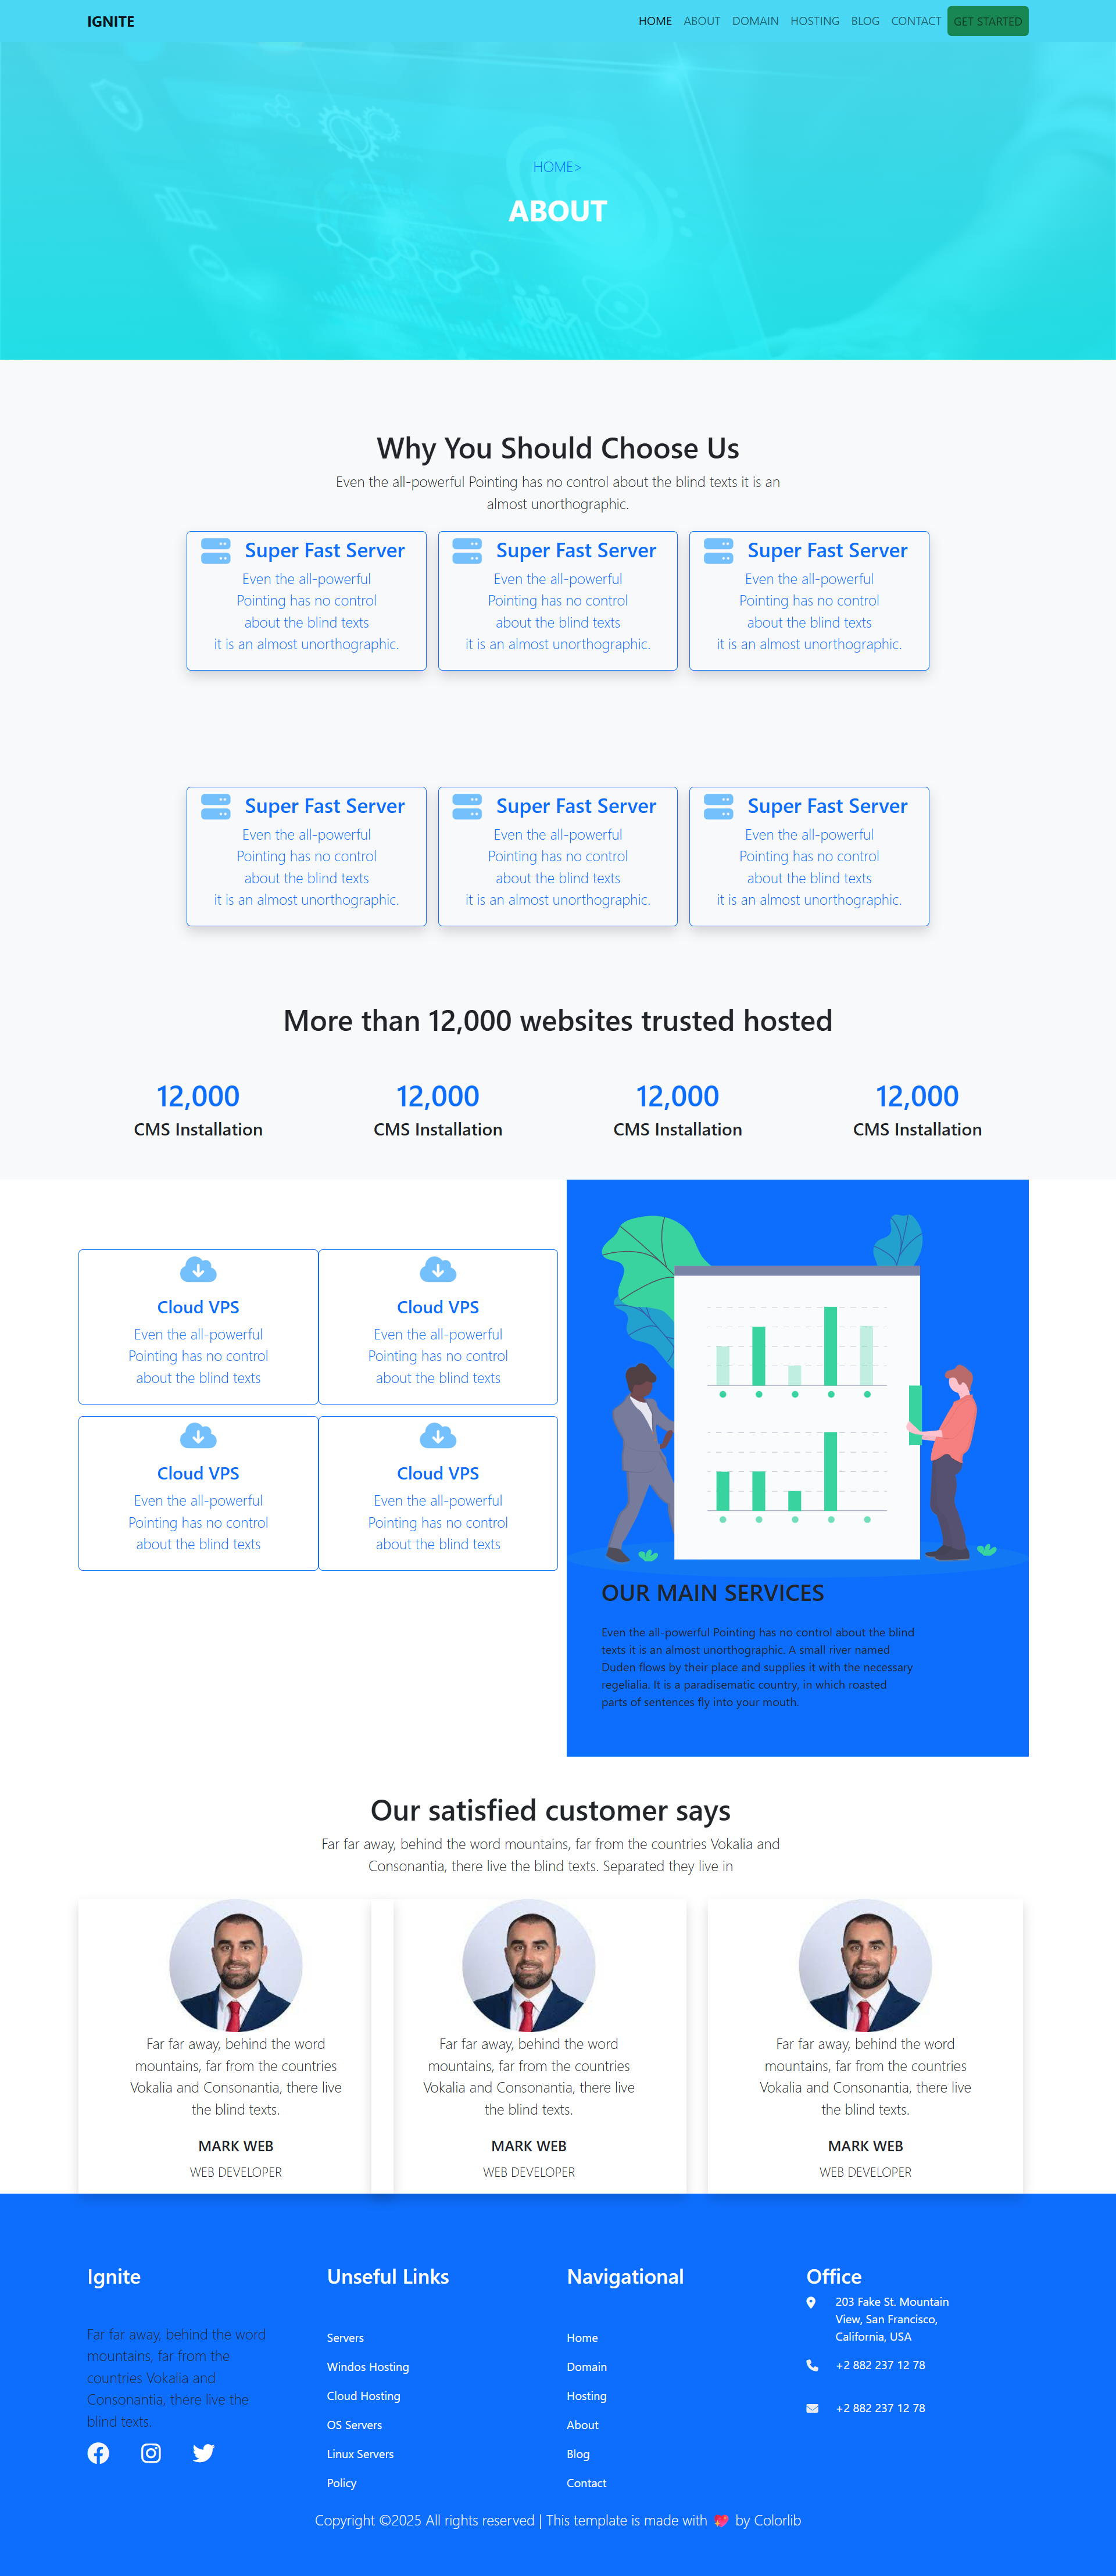 IGNITE
HOME ABOUT DOMAIN HOSTING BLOG CONTACT GET STARTED
HOME>
ABOUT
Why You Should Choose Us
Even the all-powerful Pointing has no control about the blind texts it is an
almost unorthographic.
Super Fast Server
Even the all-powerful
Pointing has no control
about the blind texts
it is an almost unorthographic.
Super Fast Server
Even the all-powerful
Pointing has no control
about the blind texts
it is an almost unorthographic.
Super Fast Server
Even the all-powerful
Pointing has no control
about the blind texts
it is an almost unorthographic.
Super Fast Server
Even the all-powerful
Pointing has no control
about the blind texts
it is an almost unorthographic.
Super Fast Server
Even the all-powerful
Pointing has no control
about the blind texts
it is an almost unorthographic.
Super Fast Server
Even the all-powerful
Pointing has no control
about the blind texts
it is an almost unorthographic.
More than 12,000 websites trusted hosted
12,000
CMS Installation
12,000
CMS Installation
12,000
CMS Installation
12,000
CMS Installation
Cloud VPS
Even the all-powerful
Pointing has no control
about the blind texts
Cloud VPS
Even the all-powerful
Pointing has no control
about the blind texts
Cloud VPS
Even the all-powerful
Pointing has no control
about the blind texts
Cloud VPS
Even the all-powerful
Pointing has no control
about the blind texts
OUR MAIN SERVICES
Even the all-powerful Pointing has no control about the blind
texts it is an almost unorthographic. A small river named
Duden flows by their place and supplies it with the necessary
regelialia. It is a paradisematic country, in which roasted
parts of sentences fly into your mouth.
Our satisfied customer says
Far far away, behind the word mountains, far from the countries Vokalia and
Consonantia, there live the blind texts. Separated they live in
Far far away, behind the word
mountains, far from the countries
Vokalia and Consonantia, there live
the blind texts.
MARK WEB
WEB DEVELOPER
Far far away, behind the word
mountains, far from the countries
Vokalia and Consonantia, there live
the blind texts.
MARK WEB
WEB DEVELOPER
Far far away, behind the word
mountains, far from the countries
Vokalia and Consonantia, there live
the blind texts.
MARK WEB
WEB DEVELOPER
Ignite
Far far away, behind the word
mountains, far from the
countries Vokalia and
Consonantia, there live the
blind texts.
Unseful Links
Servers
Windos Hosting
Cloud Hosting
OS Servers
Linux Servers
Policy
Navigational
Home
Domain
Hosting
About
Blog
Contact
Office
203 Fake St. Mountain
View, San Francisco,
California, USA
+2 882 237 12 78
+2 882 237 12 78
Copyright ©2025 All rights reserved | This template is made with 💖 by Colorlib